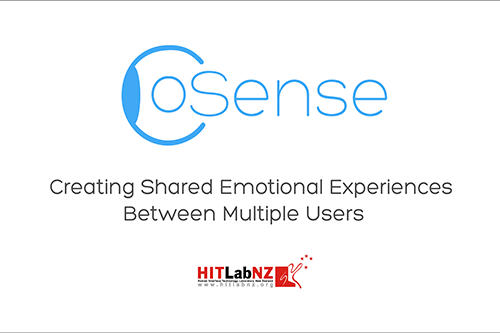 CoSense
Creating Shared Emotional Experiences
Between Multiple Users
HITLabNZ
Human Interface Technology Laboratory New Zealand
www.hitlabnz.org